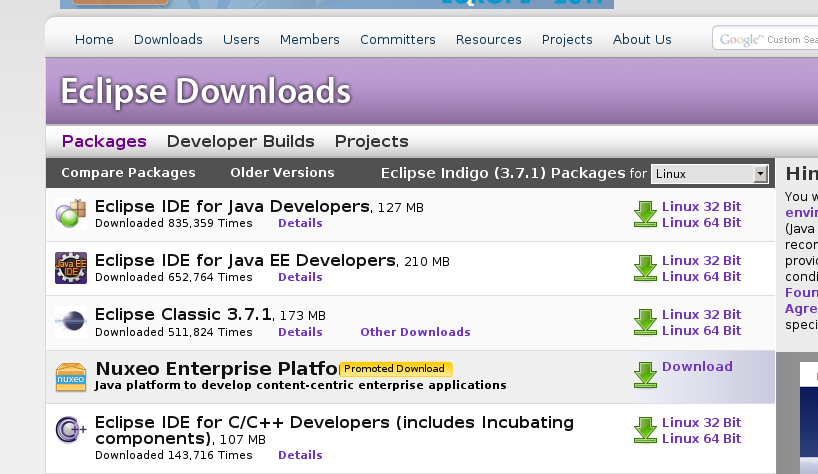 EUROPE 2011
Home Downloads Users Members Committers Resources Projects About Us Google™ Custom
Eclipse Downloads
Packages Developer Builds Projects
Compare Packages Older Versions Eclipse Indigo (3.7.1) Packages for Linux
Eclipse IDE for Java Developers, 127 MB
Downloaded 835,359 Times Details
Linux 32 Bit
Linux 64 Bit
Java EE
IDE
Eclipse IDE for Java EE Developers, 210 MB
Downloaded 652,764 Times Details
Linux 32 Bit
Linux 64 Bit
Eclipse Classic 3.7.1, 173 MB
Downloaded 511,824 Times Details Other Downloads
Linux 32 Bit
Linux 64 Bit
nuxeo
Nuxeo Enterprise Platfo Promoted Download
Java platform to develop content-centric enterprise applications
Download
C++
Eclipse IDE for C/C++ Developers (includes Incubating
components), 107 MB
Downloaded 143,716 Times Details
Linux 32 Bit
Linux 64 Bit
Hin
You w
envir
(Java
recom
provid
condi
Foun
Agre
speci